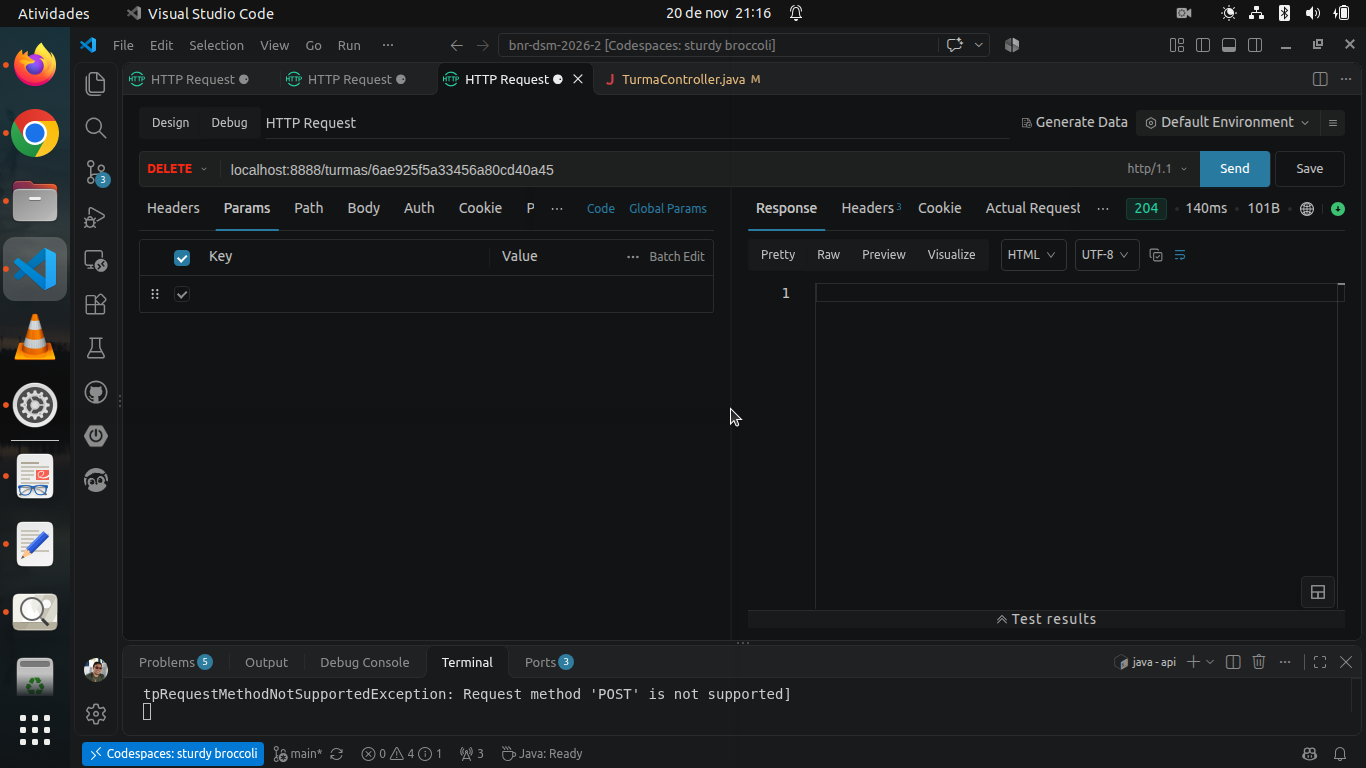 Atividades Visual Studio Code 20 de nov 21:16
File Edit Selection View Go Run ··· bnr-dsm-2026-2 [Codespaces: sturdy broccoli]
HTTP Request HTTP Request HTTP Request TurmaController.java M
Design Debug HTTP Request Generate Data Default Environment
DELETE localhost:8888/turmas/6ae925f5a33456a80cd40a45 http/1.1 Send Save
Headers Params Path Body Auth Cookie P ··· Code Global Params
Response Headers 3 Cookie Actual Request ··· 204 140ms 101B
Key Value ··· Batch Edit
Pretty Raw Preview Visualize HTML UTF-8
1
Test results
Problems 5 Output Debug Console Terminal Ports 3 java - api
tpRequestMethodNotSupportedException: Request method 'POST' is not supported]
3
Codespaces: sturdy broccoli main* 0 4 1 3 Java: Ready